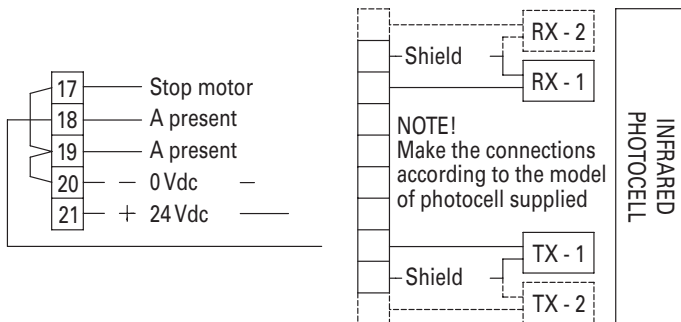 17 Stop motor
18 A present
19 A present
20 – 0 Vdc –
21 + 24 Vdc
RX - 2
Shield
RX - 1
NOTE!
Make the connections
according to the model
of photocell supplied
TX - 1
Shield
TX - 2
INFRARED
PHOTOCELL